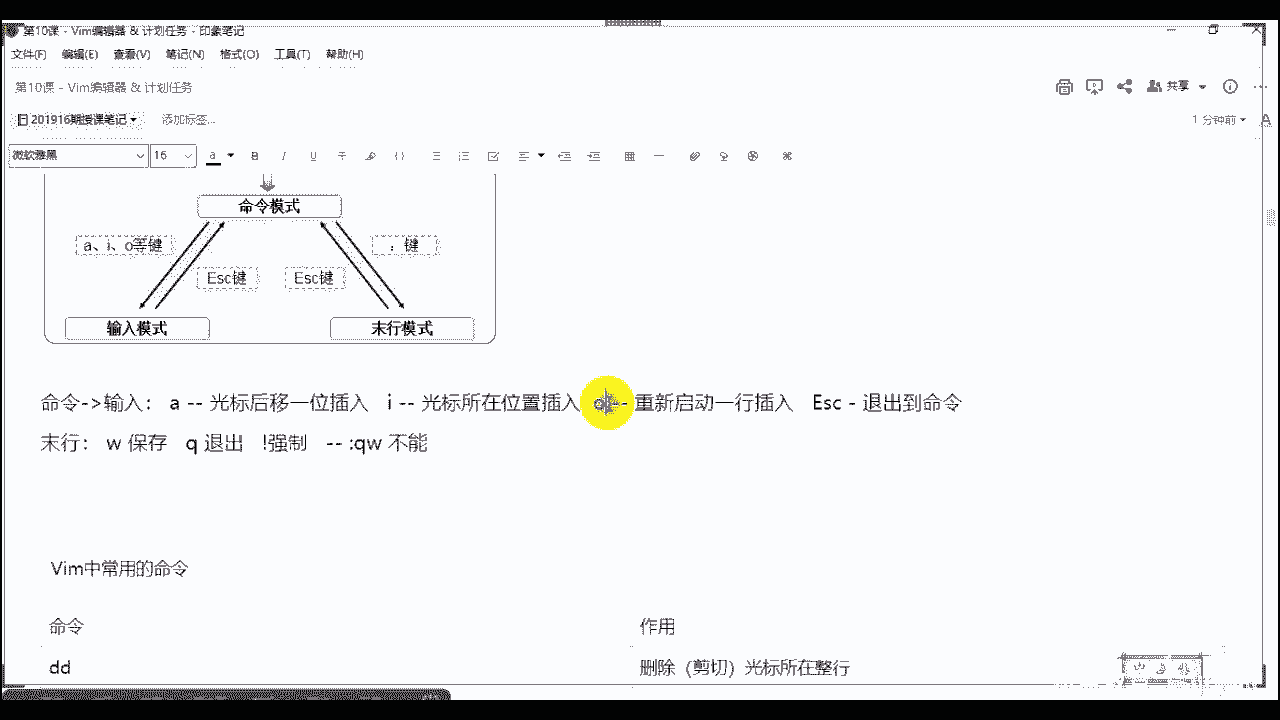 第10课 - Vim编辑器 & 计划任务 - 印象笔记
文件(F) 编辑(E) 查看(V) 笔记(N) 格式(O) 工具(T) 帮助(H)
第10课 - Vim编辑器 & 计划任务
共享
201916期授课笔记
添加标签...
1 分钟前
微软雅黑
16
命令模式
a、i、o等键
：键
Esc键
Esc键
输入模式
末行模式
命令->输入： a -- 光标后移一位插入 i -- 光标所在位置插入 o -- 重新启动一行插入 Esc - 退出到命令
末行： w 保存 q 退出 !强制 -- :qw 不能
Vim中常用的命令
命令 作用
dd 删除（剪切）光标所在整行